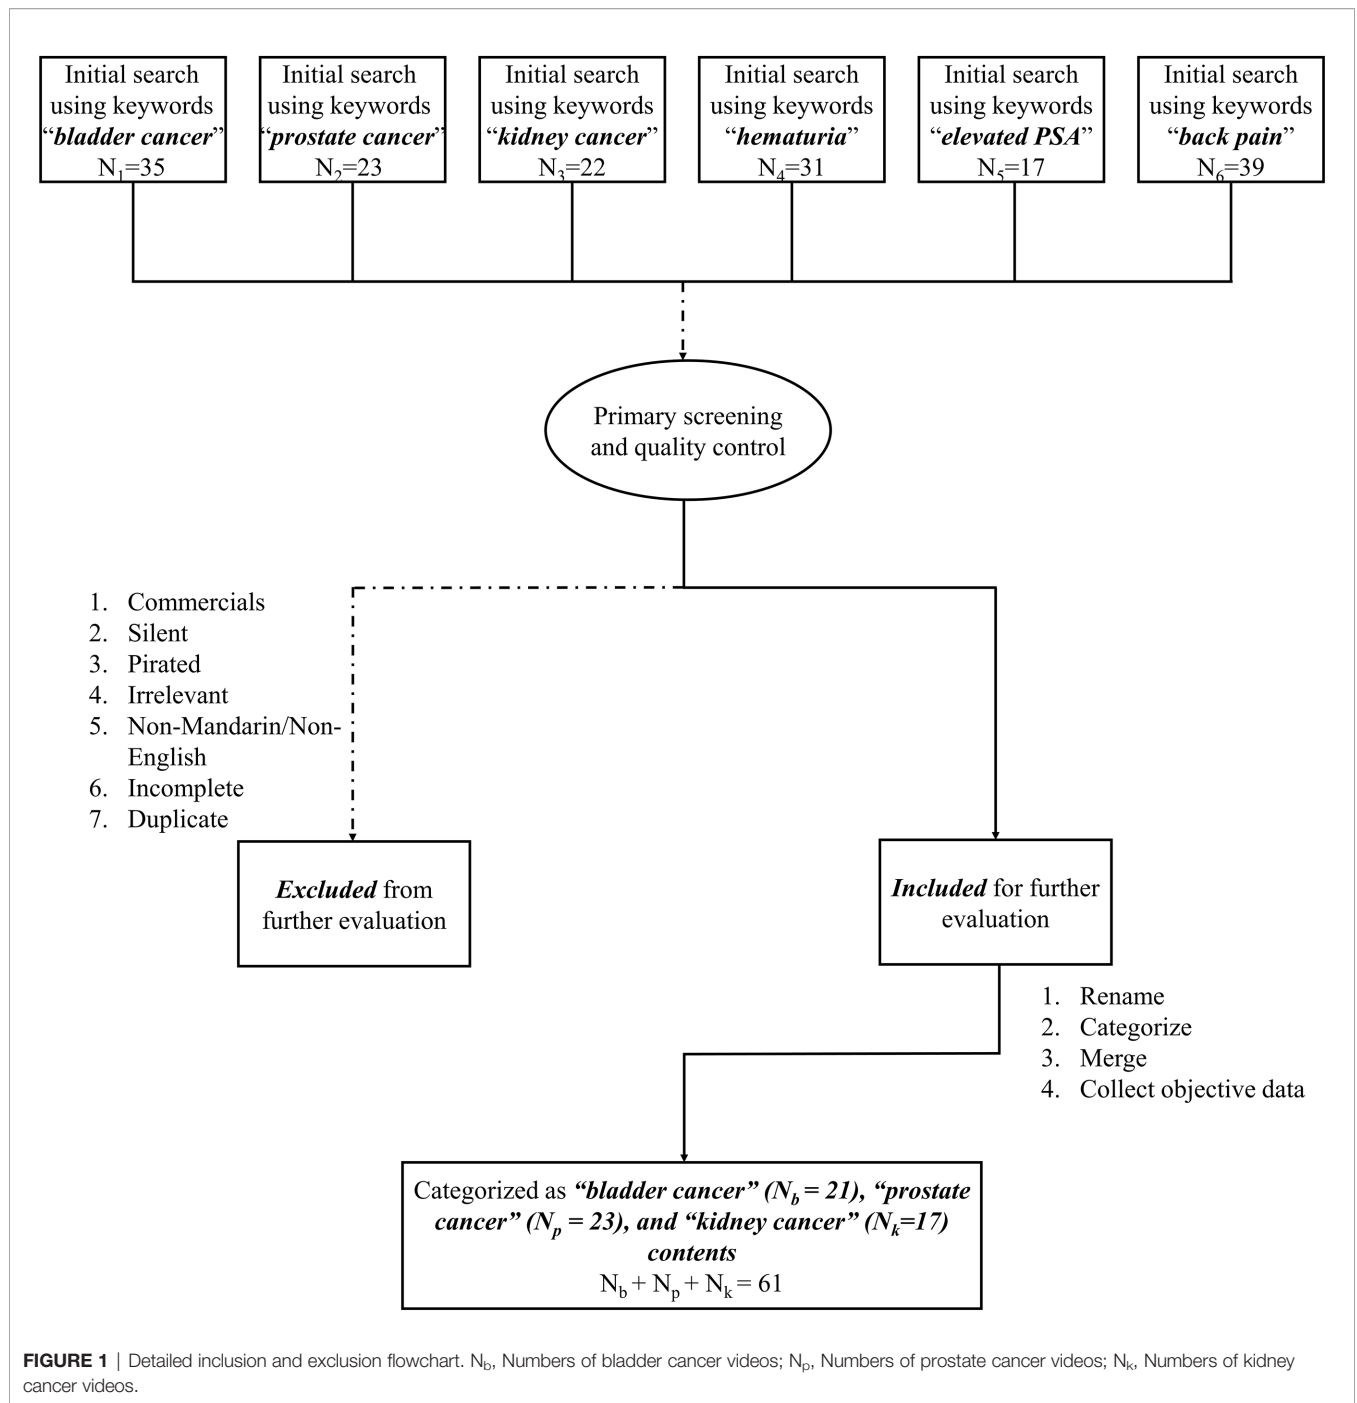 Initial search
using keywords
“bladder cancer”
N1=35
Initial search
using keywords
“prostate cancer”
N2=23
Initial search
using keywords
“kidney cancer”
N3=22
Initial search
using keywords
“hematuria”
N4=31
Initial search
using keywords
“elevated PSA”
N5=17
Initial search
using keywords
“back pain”
N6=39
Primary screening
and quality control
1. Commercials
2. Silent
3. Pirated
4. Irrelevant
5. Non-Mandarin/Non-
English
6. Incomplete
7. Duplicate
Excluded from
further evaluation
Included for further
evaluation
1. Rename
2. Categorize
3. Merge
4. Collect objective data
Categorized as “bladder cancer” (Nb = 21), “prostate
cancer” (Np = 23), and “kidney cancer” (Nk=17)
contents
Nb + Np + Nk = 61
FIGURE 1 | Detailed inclusion and exclusion flowchart. Nb, Numbers of bladder cancer videos; Np, Numbers of prostate cancer videos; Nk, Numbers of kidney
cancer videos.